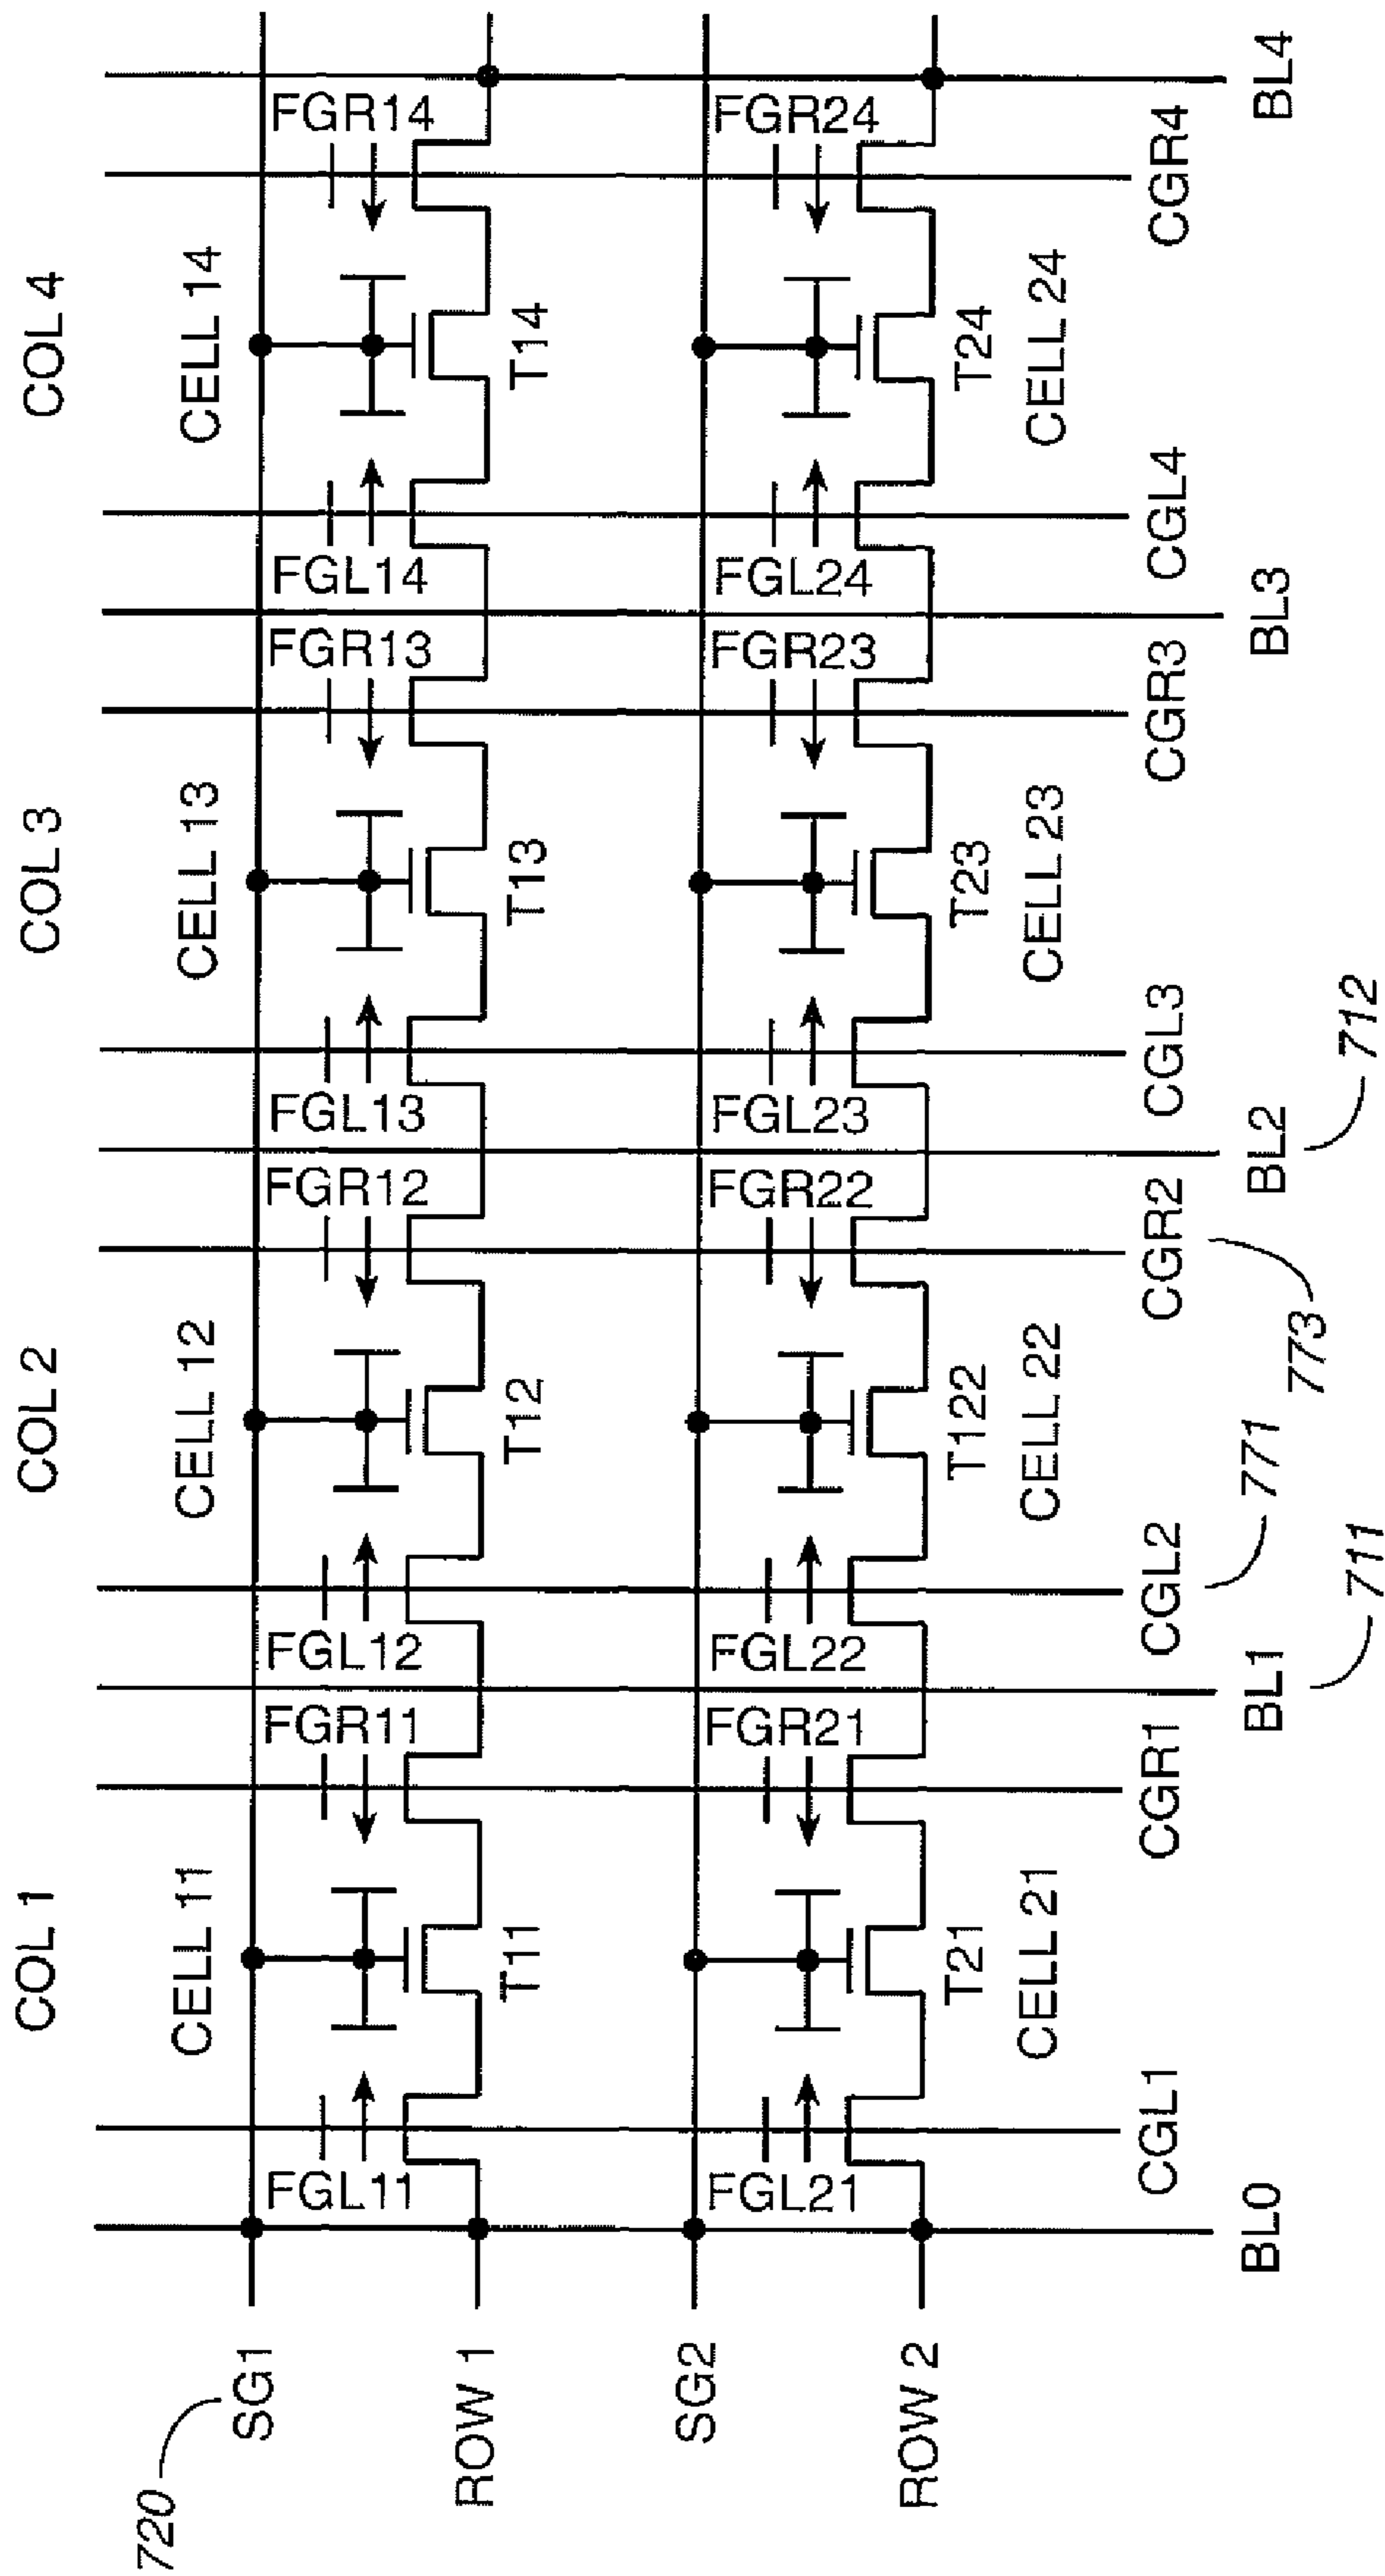 COL 1
COL 2
COL 3
COL 4
CELL 11
CELL 12
CELL 13
CELL 14
720
SG1
FGL11
FGR11
FGL12
FGR12
FGL13
FGR13
FGL14
FGR14
ROW 1
T11
T12
T13
T14
SG2
FGL21
FGR21
FGL22
FGR22
FGL23
FGR23
FGL24
FGR24
ROW 2
T21
T122
T23
T24
CELL 21
CELL 22
CELL 23
CELL 24
CGL1
CGR1
CGL2
CGR2
CGL3
CGR3
CGL4
CGR4
BL0
BL1
BL2
BL3
BL4
771
773
711
712